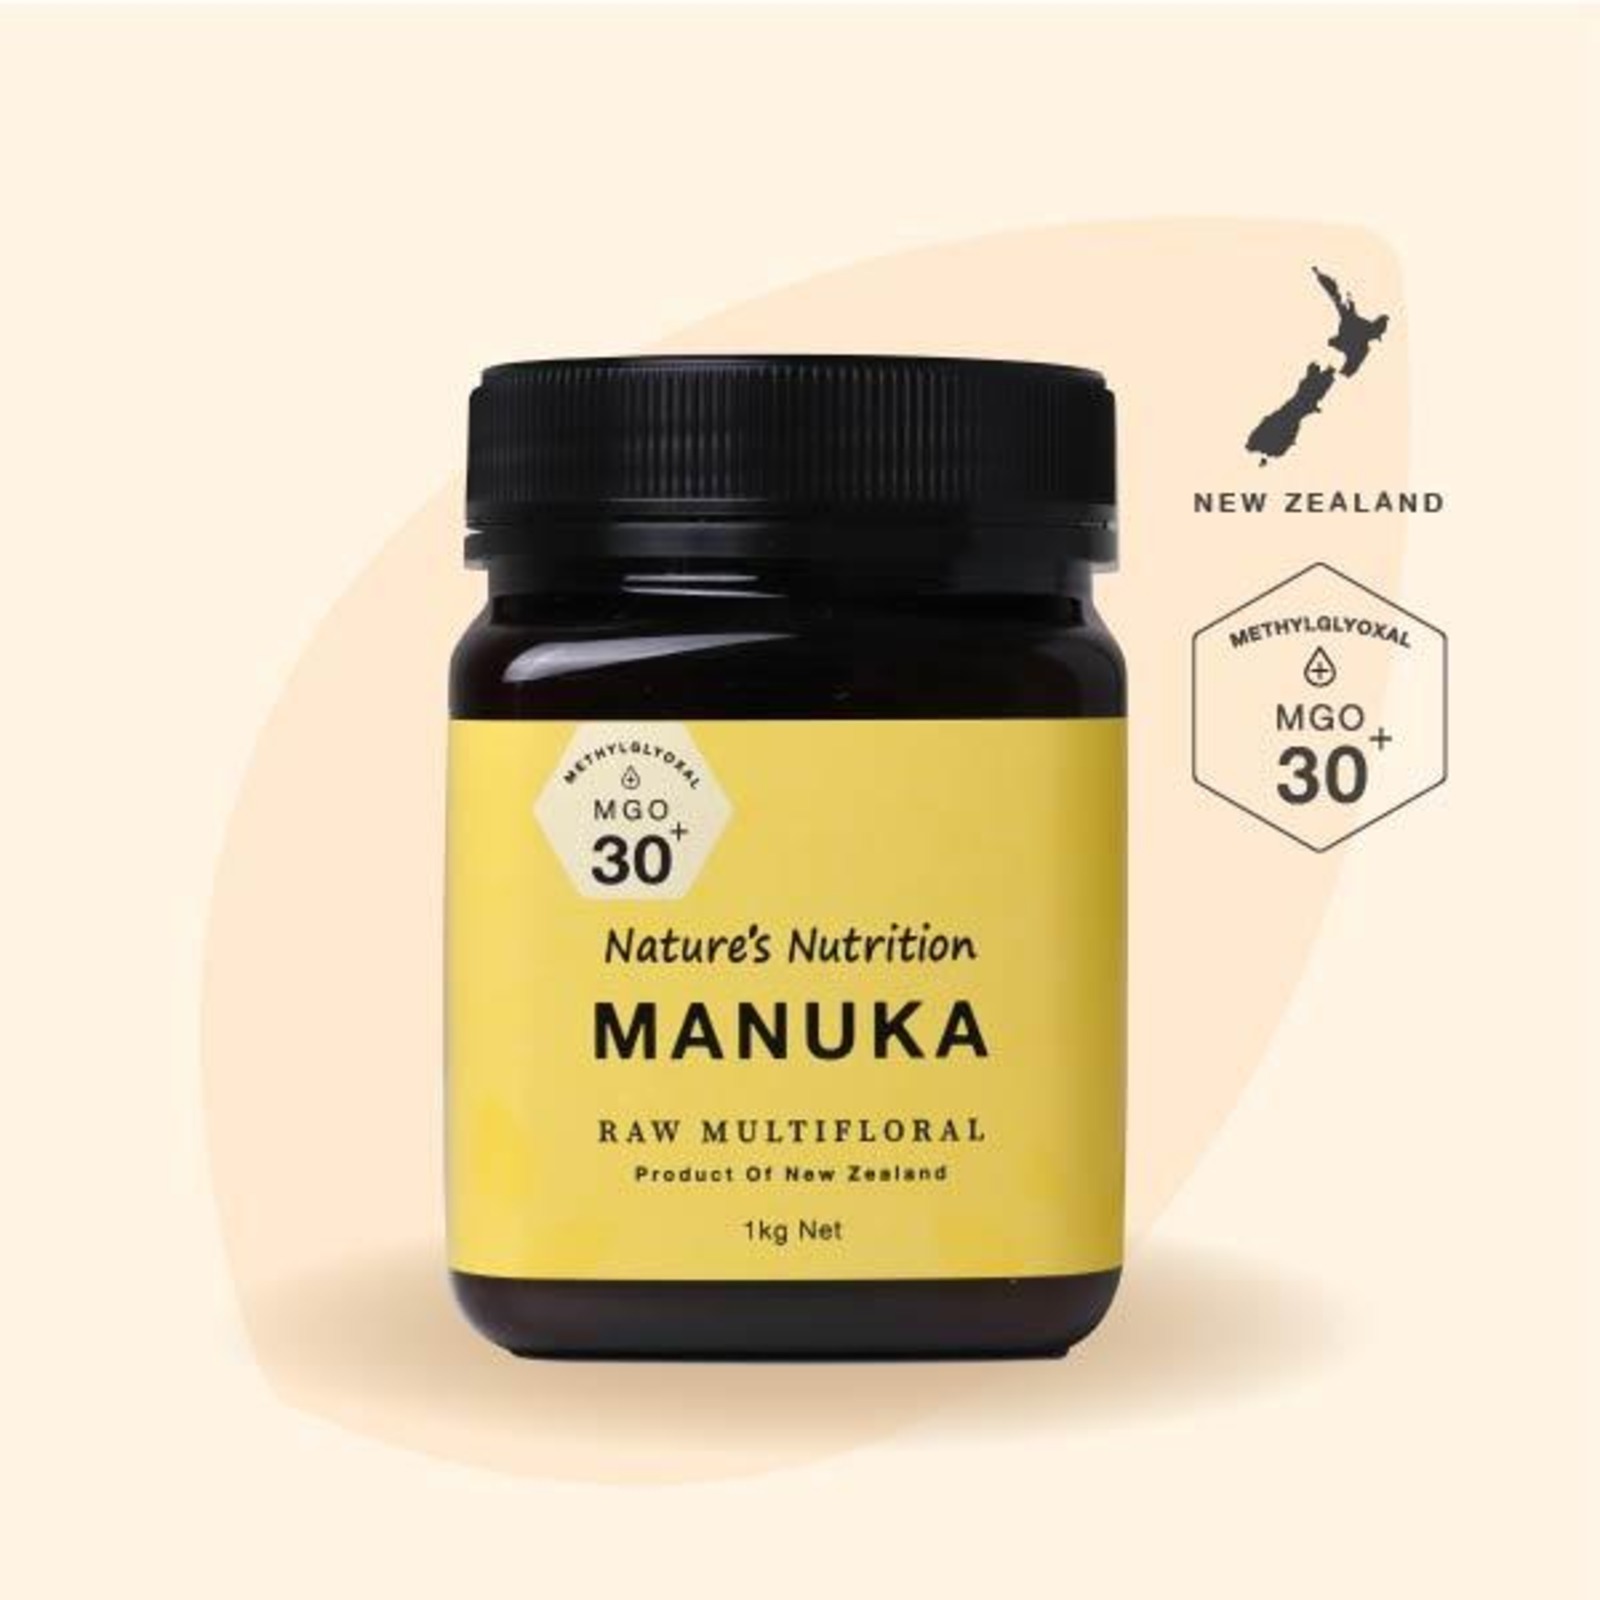 NEW ZEALAND
METHYLGLYOXAL
MGO
30+
METHYLGLYOXAL
MGO
30+
Nature's Nutrition
MANUKA
RAW MULTIFLORAL
Product Of New Zealand
1kg Net